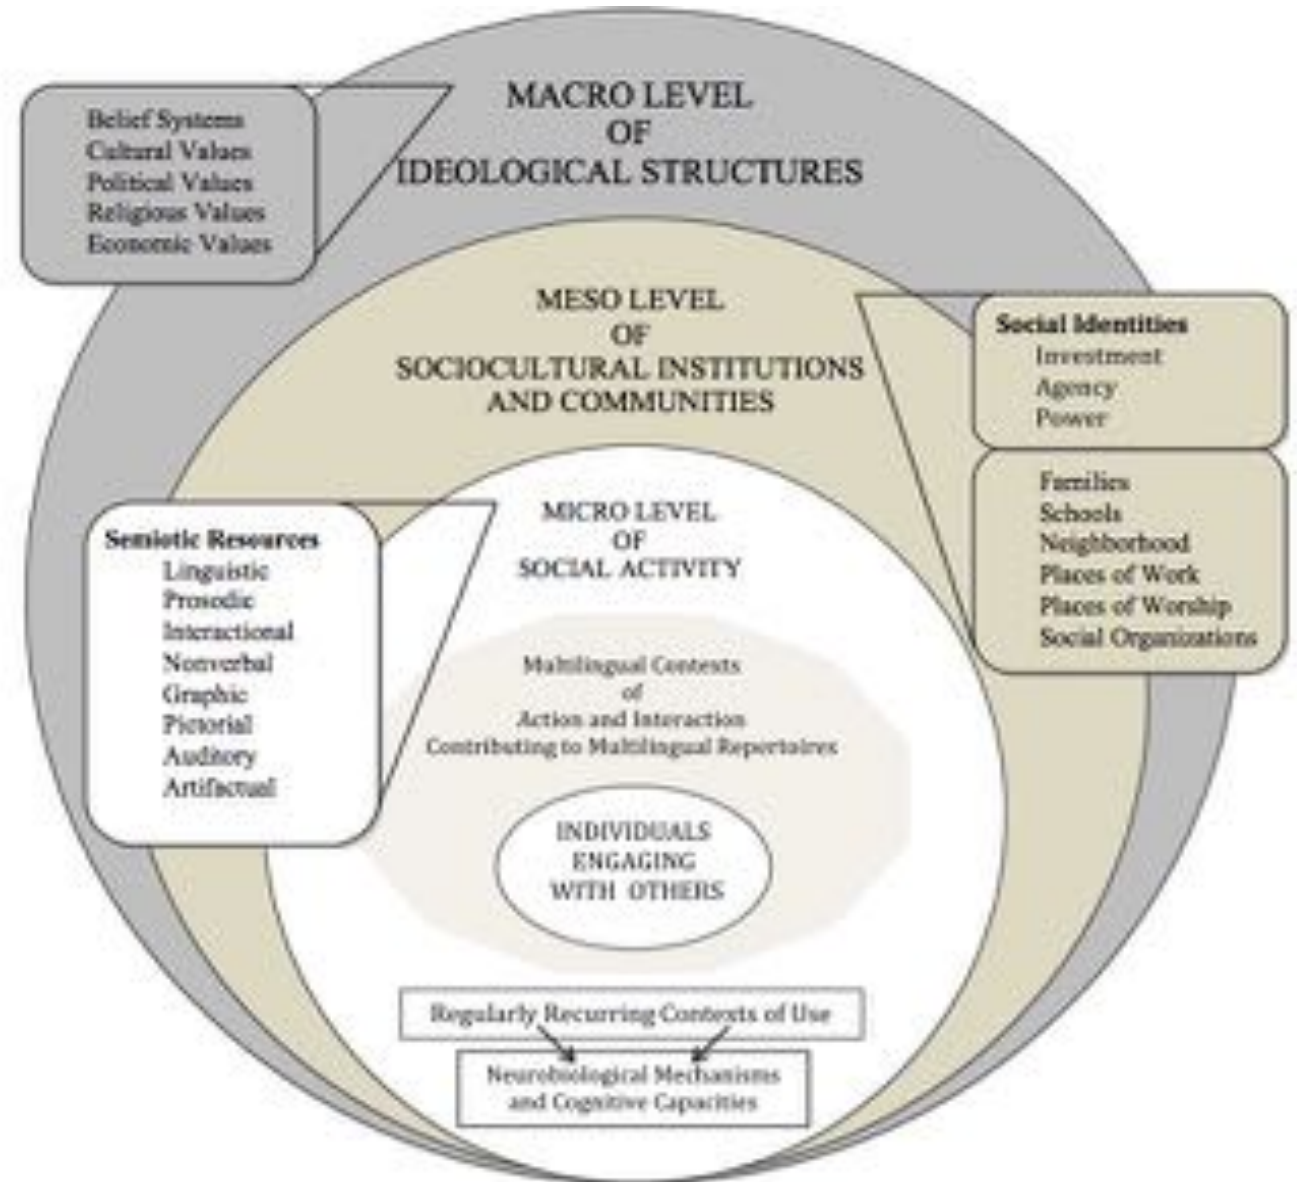 MACRO LEVEL
OF
IDEOLOGICAL STRUCTURES
Belief Systems
Cultural Values
Political Values
Religious Values
Economic Values
MESO LEVEL
OF
SOCIOCULTURAL INSTITUTIONS
AND COMMUNITIES
Social Identities
Investment
Agency
Power
Families
Schools
Neighborhood
Places of Work
Places of Worship
Social Organizations
MICRO LEVEL
OF
SOCIAL ACTIVITY
Semiotic Resources
Linguistic
Prosodic
Interactional
Nonverbal
Graphic
Pictorial
Auditory
Artifactual
Multilingual Contexts
of
Action and Interaction
Contributing to Multilingual Repertoires
INDIVIDUALS
ENGAGING
WITH OTHERS
Regularly Recurring Contexts of Use
Neurobiological Mechanisms
and Cognitive Capacities